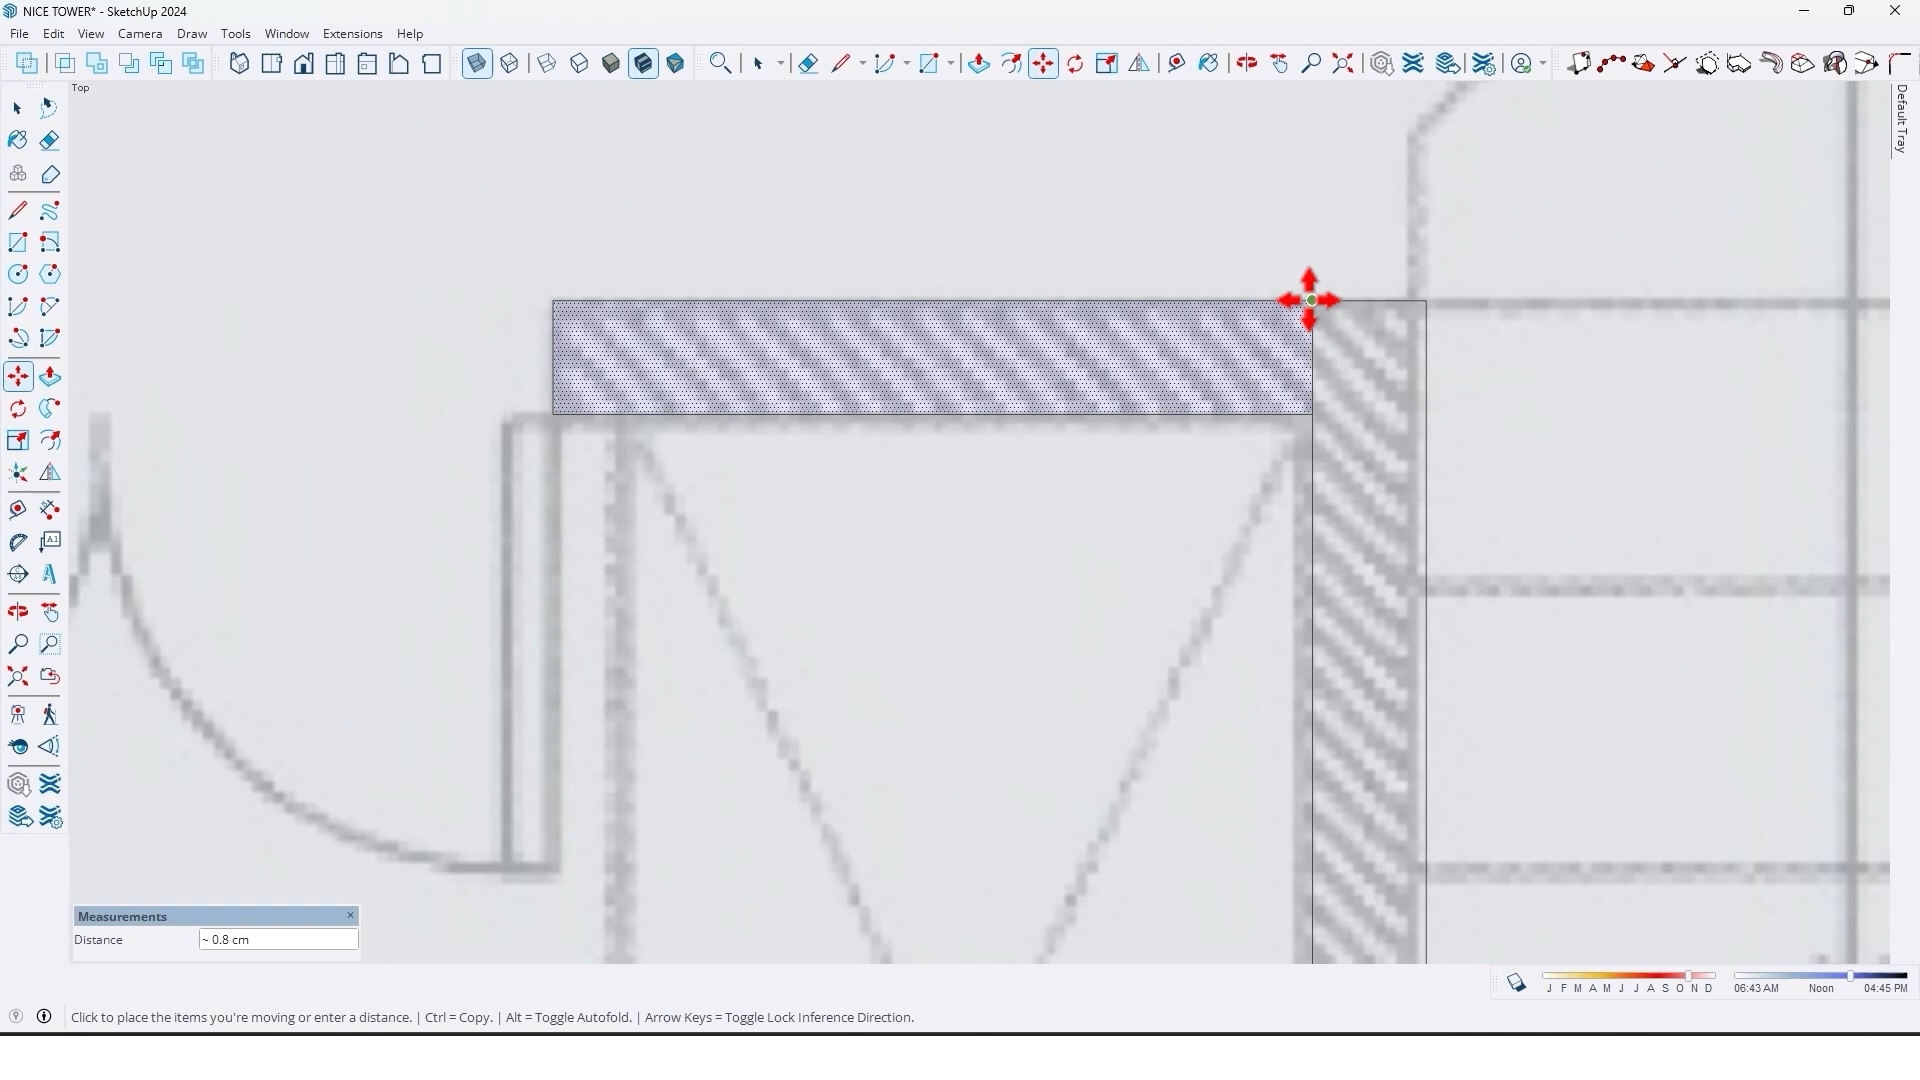 NICE TOWER* - SketchUp 2024
File Edit View Camera Draw Tools Window Extensions Help
Top
Default Tray
A1
Measurements
Distance ~ 0.8 cm
J F M A M J J A S O N D 06:43 AM Noon 04:45 PM
Click to place the items you're moving or enter a distance. | Ctrl = Copy. | Alt = Toggle Autofold. | Arrow Keys = Toggle Lock Inference Direction.